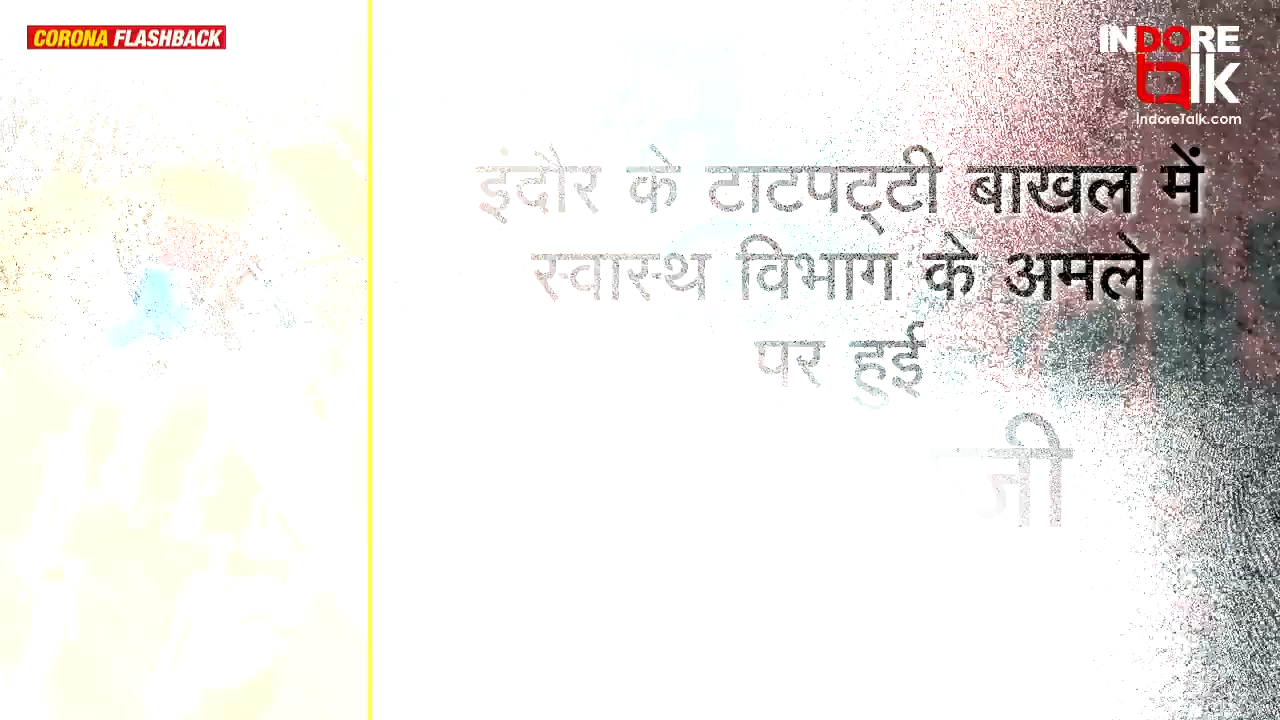 CORONA FLASHBACK
INDORE
talk
IndoreTalk.com
इंदौर के टाटपट्टी बाखल में
स्वास्थ विभाग के अमले
पर हुई